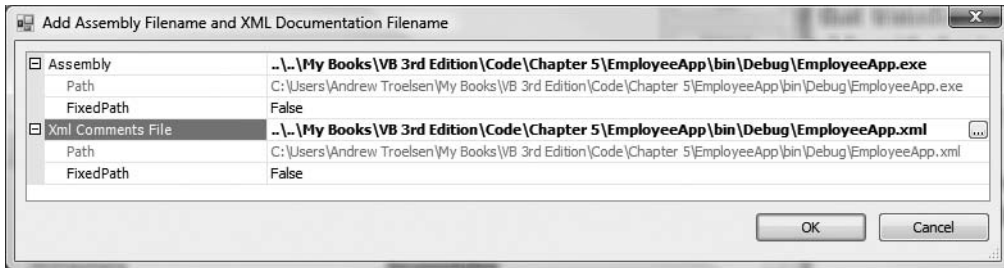 Add Assembly Filename and XML Documentation Filename
Assembly ..\..\My Books\VB 3rd Edition\Code\Chapter 5\EmployeeApp\bin\Debug\EmployeeApp.exe
Path C:\Users\Andrew Troelsen\My Books\VB 3rd Edition\Code\Chapter 5\EmployeeApp\bin\Debug\EmployeeApp.exe
FixedPath False
Xml Comments File ..\..\My Books\VB 3rd Edition\Code\Chapter 5\EmployeeApp\bin\Debug\EmployeeApp.xml ...
Path C:\Users\Andrew Troelsen\My Books\VB 3rd Edition\Code\Chapter 5\EmployeeApp\bin\Debug\EmployeeApp.xml
FixedPath False
OK Cancel